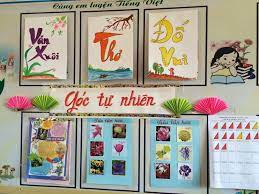 Cùng em luyện Tiếng Việt
Văn Xuôi
Thơ
Đố Vui
Góc tự nhiên